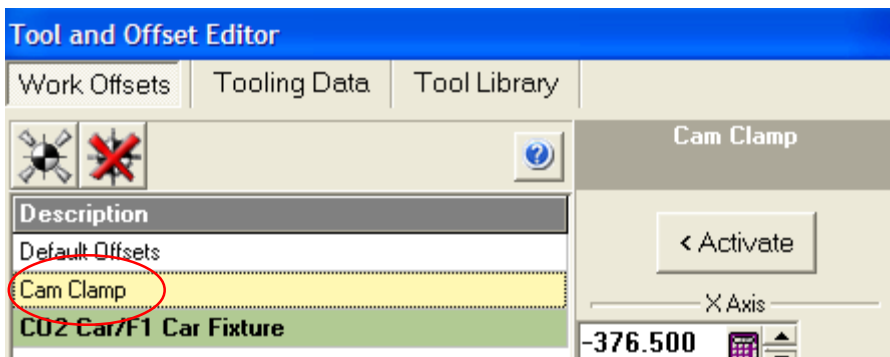 Tool and Offset Editor
Work Offsets Tooling Data Tool Library
Cam Clamp
Description
Default Offsets
Cam Clamp
CO2 Car/F1 Car Fixture
< Activate
X Axis
-376.500